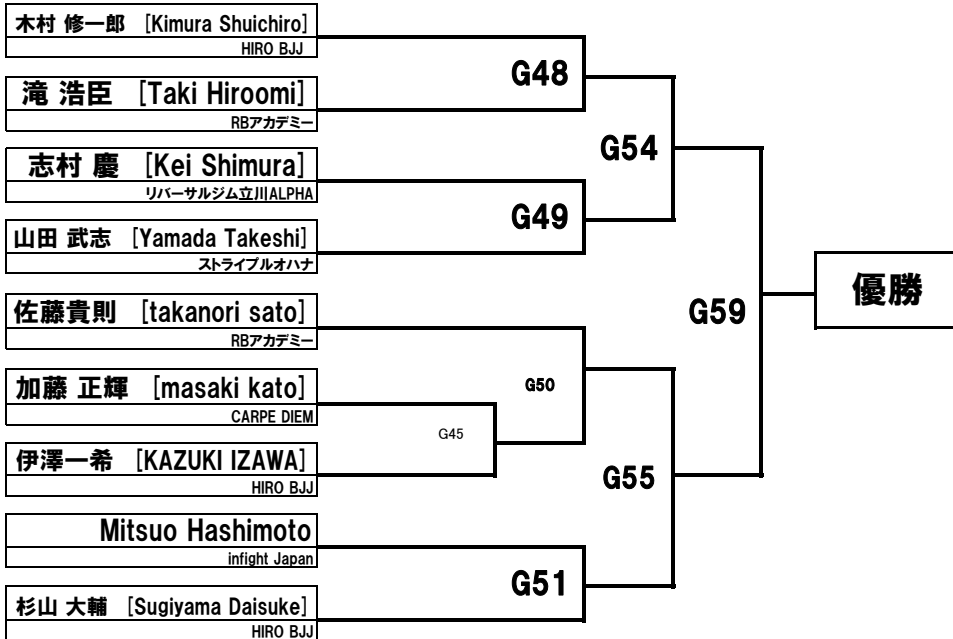 木村 修一郎 [Kimura Shuichiro]
HIRO BJJ
G48
滝 浩臣 [Taki Hiroomi]
RBアカデミー
G54
志村 慶 [Kei Shimura]
リバーサルジム立川ALPHA
G49
山田 武志 [Yamada Takeshi]
ストライプルオハナ
優勝
G59
佐藤貴則 [takanori sato]
RBアカデミー
G50
加藤 正輝 [masaki kato]
CARPE DIEM
G45
伊澤一希 [KAZUKI IZAWA]
HIRO BJJ
G55
Mitsuo Hashimoto
infight Japan
G51
杉山 大輔 [Sugiyama Daisuke]
HIRO BJJ